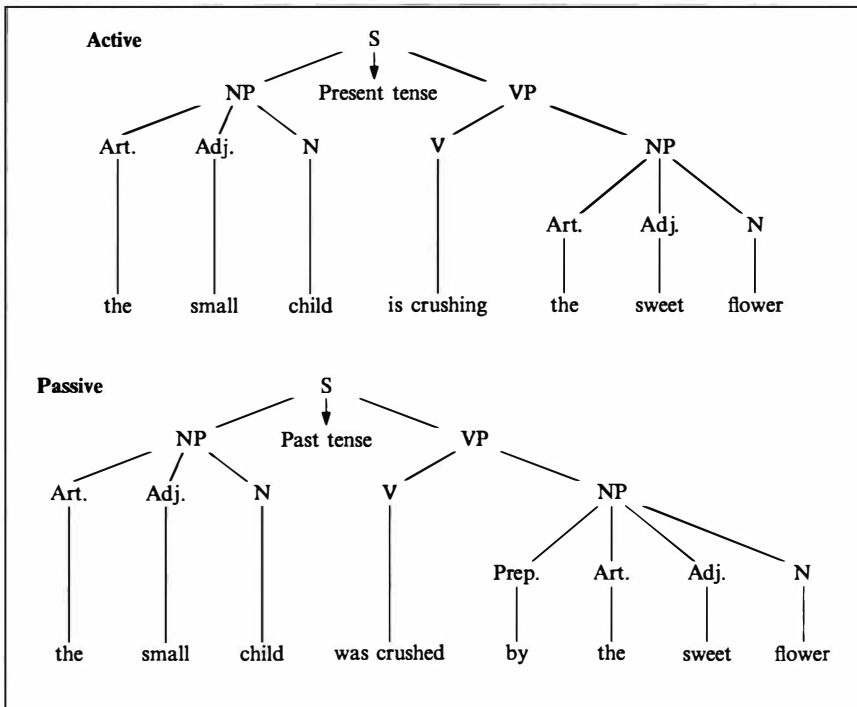 Active
S
NP Present tense VP
Art. Adj. N V NP
Art. Adj. N
the small child is crushing the sweet flower
Passive
S
NP Past tense VP
Art. Adj. N V NP
Prep. Art. Adj. N
the small child was crushed by the sweet flower